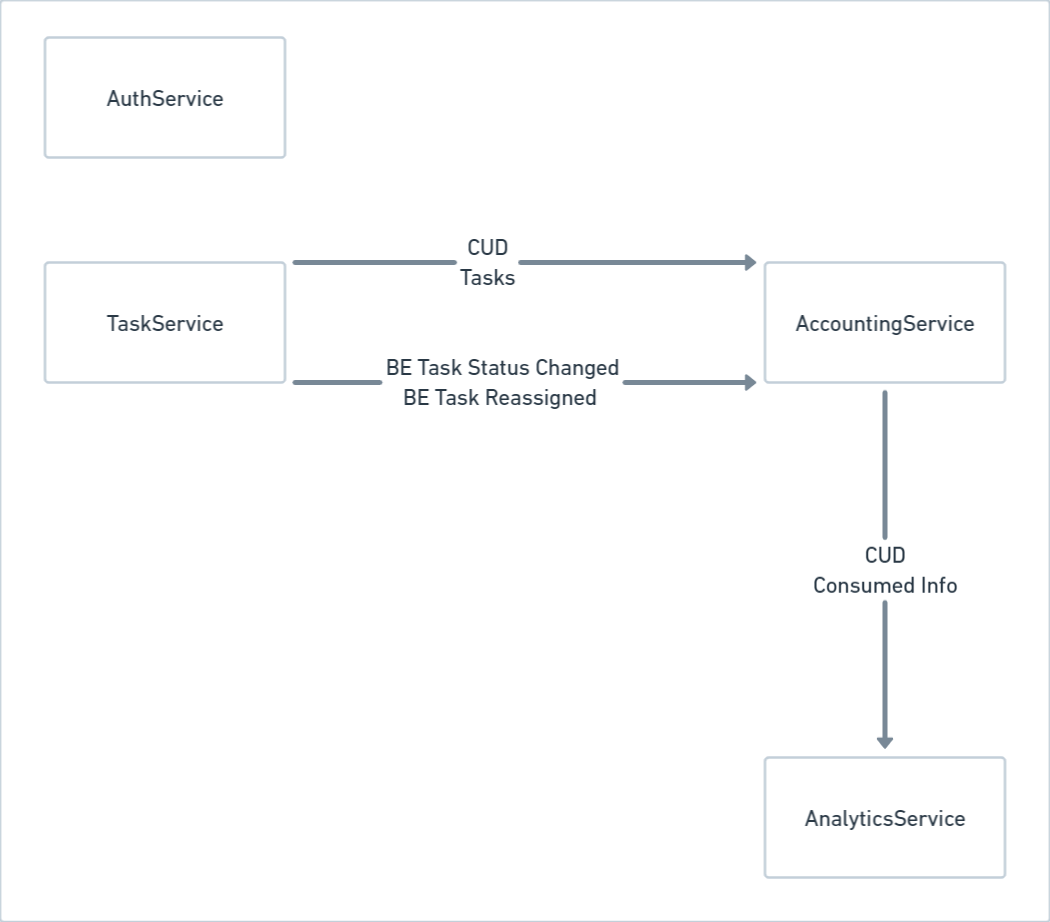 AuthService
CUD
Tasks
TaskService
AccountingService
BE Task Status Changed
BE Task Reassigned
CUD
Consumed Info
AnalyticsService